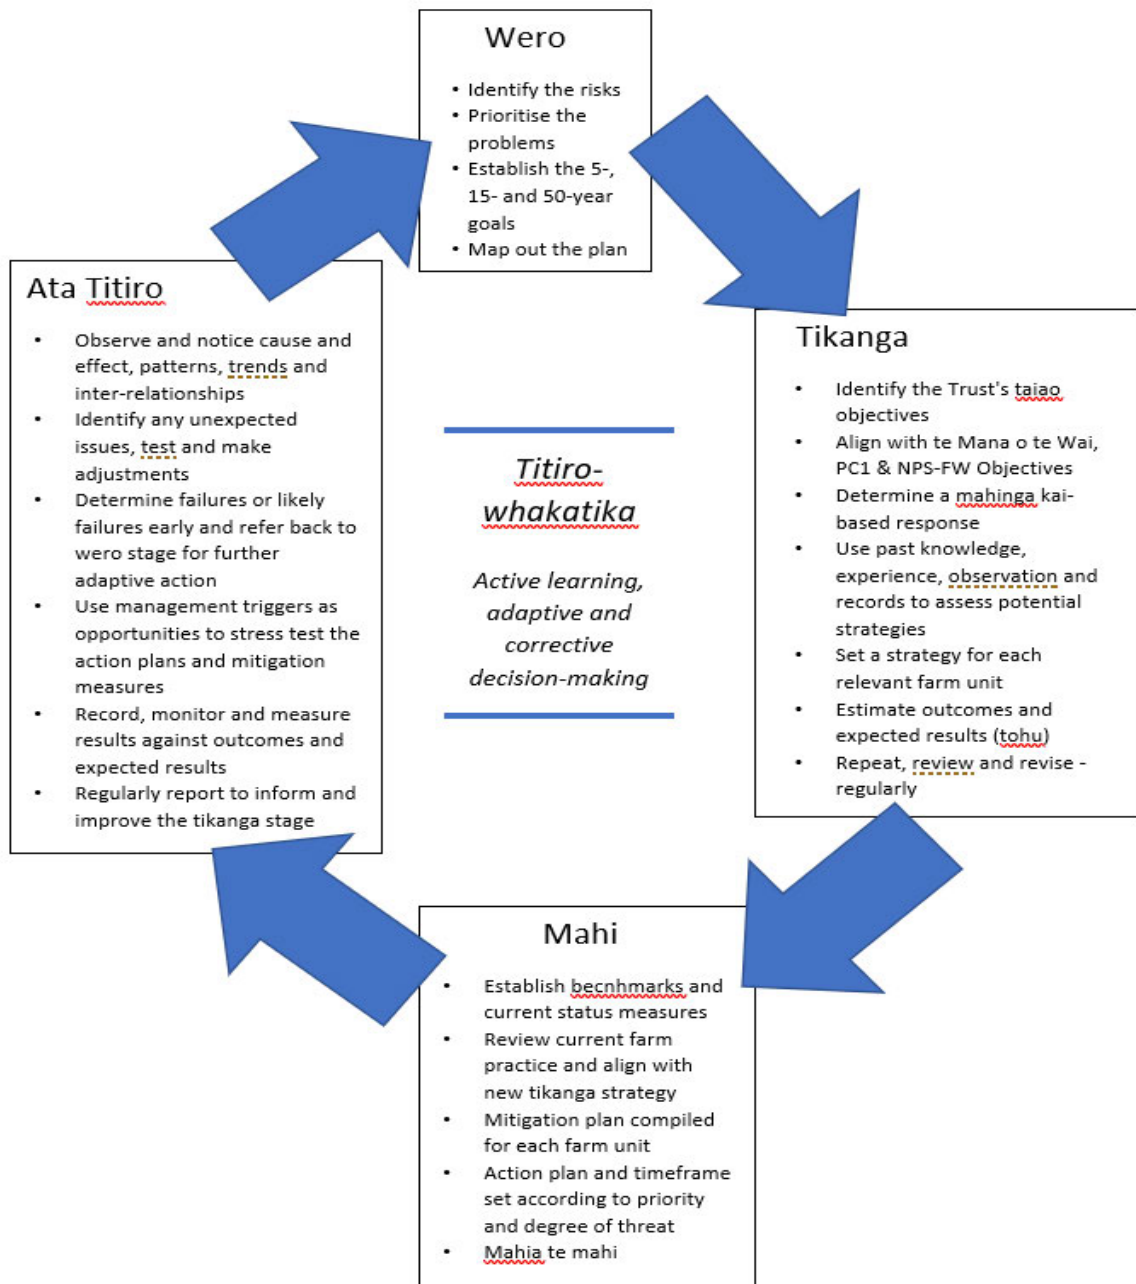 Wero
• Identify the risks
• Prioritise the
problems
• Establish the 5-,
15- and 50-year
goals
• Map out the plan
Tikanga
• Identify the Trust's taiao
objectives
• Align with te Mana o te Wai,
PC1 & NPS-FW Objectives
• Determine a mahinga kai-
based response
• Use past knowledge,
experience, observation and
records to assess potential
strategies
• Set a strategy for each
relevant farm unit
• Estimate outcomes and
expected results (tohu)
• Repeat, review and revise -
regularly
Mahi
• Establish becnhmarks and
current status measures
• Review current farm
practice and align with
new tikanga strategy
• Mitigation plan compiled
for each farm unit
• Action plan and timeframe
set according to priority
and degree of threat
• Mahia te mahi
Ata Titiro
• Observe and notice cause and
effect, patterns, trends and
inter-relationships
• Identify any unexpected
issues, test and make
adjustments
• Determine failures or likely
failures early and refer back to
wero stage for further
adaptive action
• Use management triggers as
opportunities to stress test the
action plans and mitigation
measures
• Record, monitor and measure
results against outcomes and
expected results
• Regularly report to inform and
improve the tikanga stage
Titiro-
whakatika
Active learning,
adaptive and
corrective
decision-making